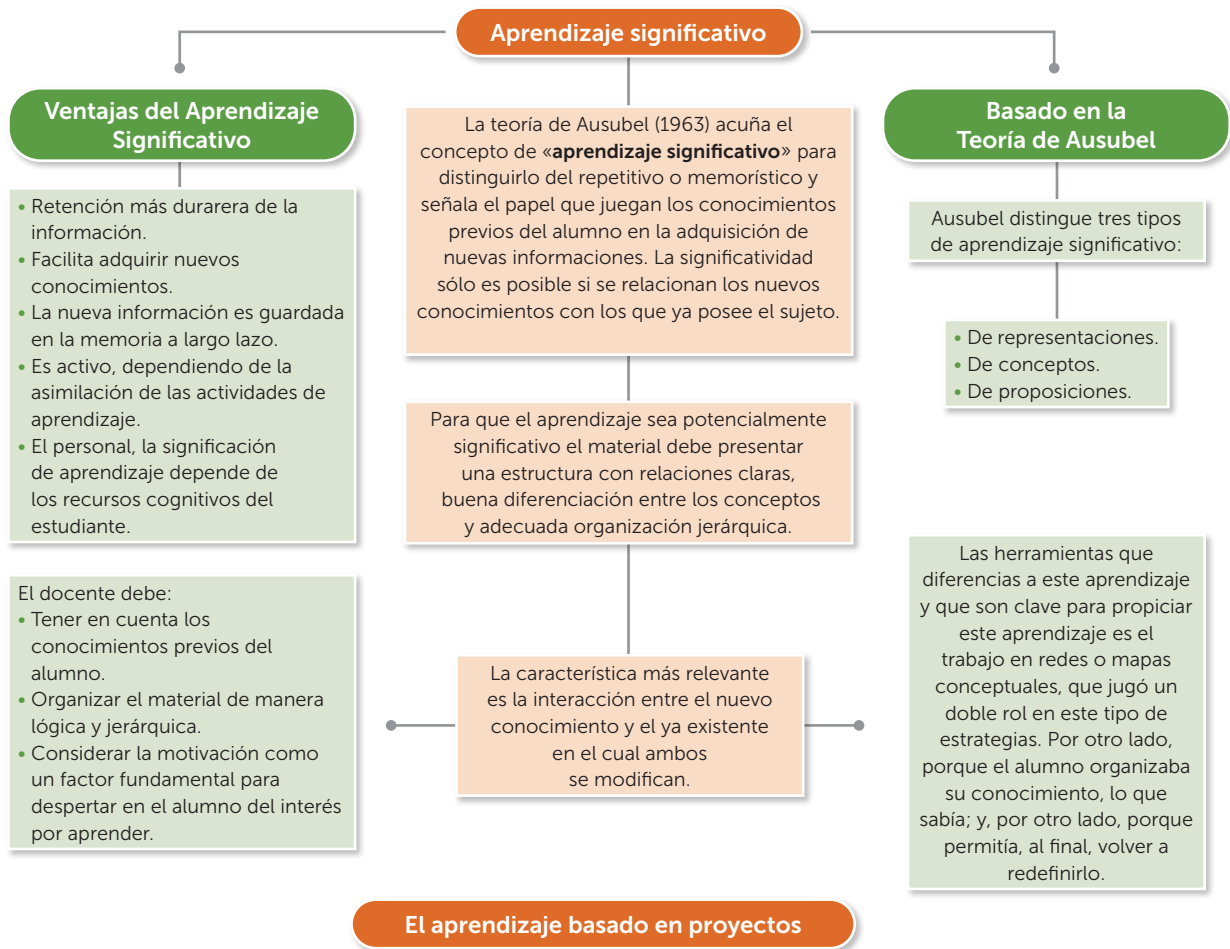 Aprendizaje significativo
Ventajas del Aprendizaje
Significativo
• Retención más durarera de la
información.
• Facilita adquirir nuevos
conocimientos.
• La nueva información es guardada
en la memoria a largo lazo.
• Es activo, dependiendo de la
asimilación de las actividades de
aprendizaje.
• El personal, la significación
de aprendizaje depende de
los recursos cognitivos del
estudiante.
El docente debe:
• Tener en cuenta los
conocimientos previos del
alumno.
• Organizar el material de manera
lógica y jerárquica.
• Considerar la motivación como
un factor fundamental para
despertar en el alumno del interés
por aprender.
La teoría de Ausubel (1963) acuña el
concepto de «aprendizaje significativo» para
distinguirlo del repetitivo o memorístico y
señala el papel que juegan los conocimientos
previos del alumno en la adquisición de
nuevas informaciones. La significatividad
sólo es posible si se relacionan los nuevos
conocimientos con los que ya posee el sujeto.
Para que el aprendizaje sea potencialmente
significativo el material debe presentar
una estructura con relaciones claras,
buena diferenciación entre los conceptos
y adecuada organización jerárquica.
La característica más relevante
es la interacción entre el nuevo
conocimiento y el ya existente
en el cual ambos
se modifican.
Basado en la
Teoría de Ausubel
Ausubel distingue tres tipos
de aprendizaje significativo:
• De representaciones.
• De conceptos.
• De proposiciones.
Las herramientas que
diferencias a este aprendizaje
y que son clave para propiciar
este aprendizaje es el
trabajo en redes o mapas
conceptuales, que jugó un
doble rol en este tipo de
estrategias. Por otro lado,
porque el alumno organizaba
su conocimiento, lo que
sabía; y, por otro lado, porque
permitía, al final, volver a
redefinirlo.
El aprendizaje basado en proyectos